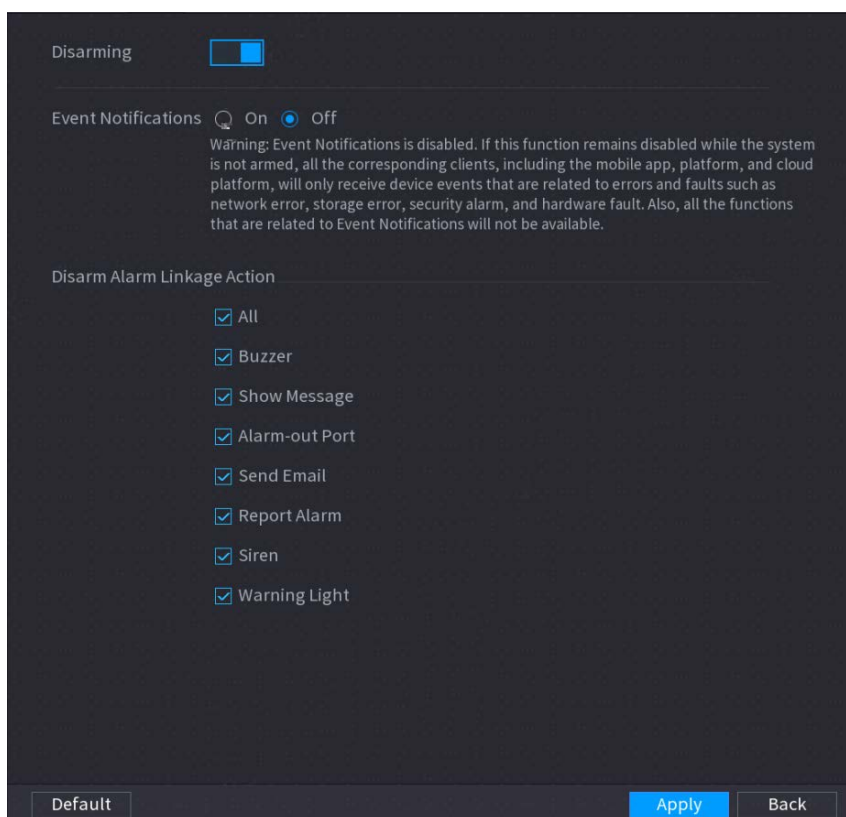 Disarming
Event Notifications On Off
Warning: Event Notifications is disabled. If this function remains disabled while the system
is not armed, all the corresponding clients, including the mobile app, platform, and cloud
platform, will only receive device events that are related to errors and faults such as
network error, storage error, security alarm, and hardware fault. Also, all the functions
that are related to Event Notifications will not be available.
Disarm Alarm Linkage Action
All
Buzzer
Show Message
Alarm-out Port
Send Email
Report Alarm
Siren
Warning Light
Default Apply Back